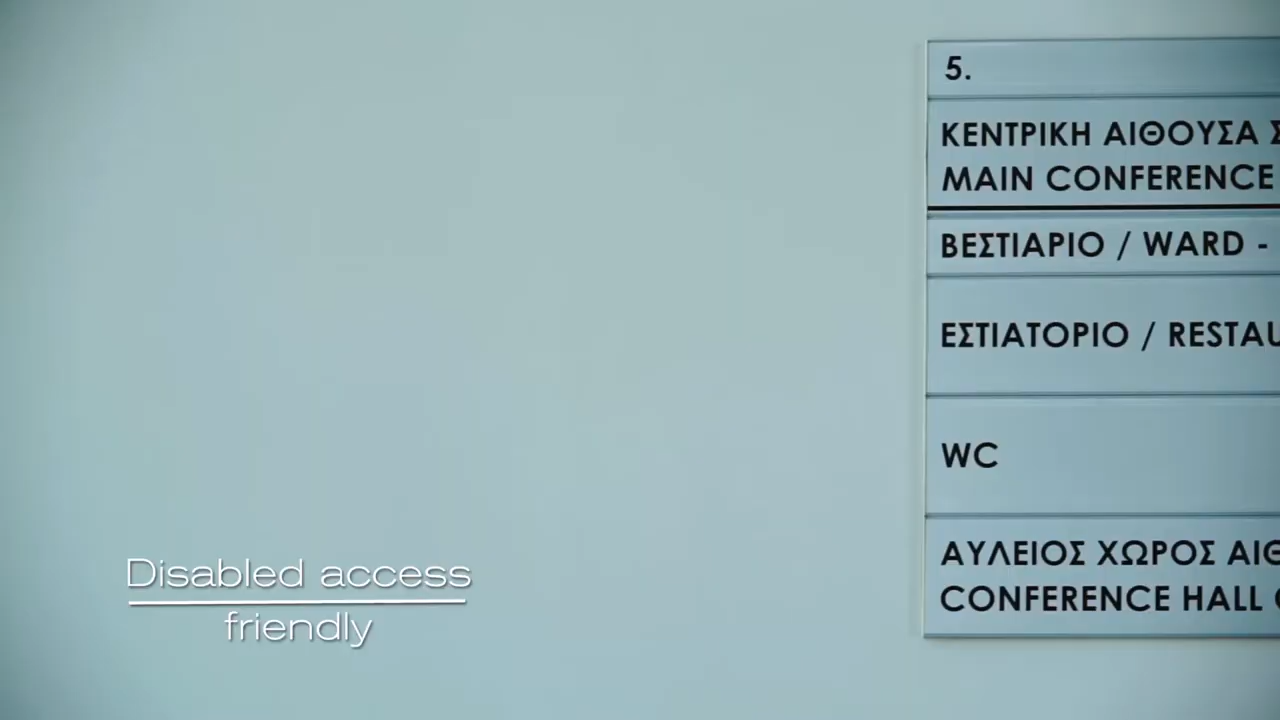 5.
ΚΕΝΤΡΙΚΗ ΑΙΘΟΥΣΑ
MAIN CONFERENCE
ΒΕΣΤΙΑΡΙΟ / WARD -
ΕΣΤΙΑΤΟΡΙΟ /
WC
ΑΥΛΕΙΟΣ ΧΩΡΟΣ
CONFERENCE HALL
Disabled access
friendly